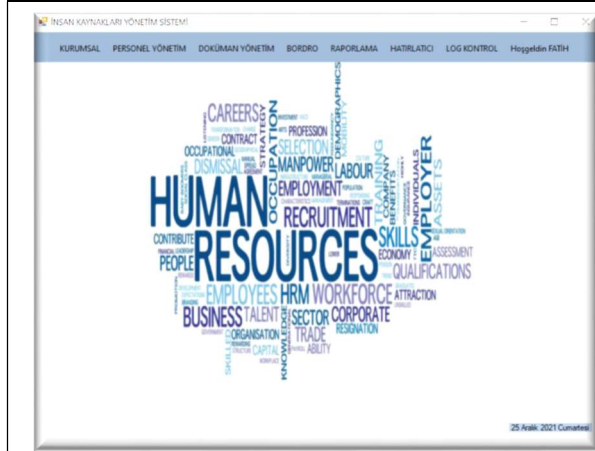 İNSAN KAYNAKLARI YÖNETİM SİSTEMİ
KURUMSAL PERSONEL YÖNETİM DOKÜMAN YÖNETİM BORDRO RAPORLAMA HATIRLATICI LOG KONTROL Hoşgeldin FATİH
DEMOGRAPHICS
MOBILITY
CAREERS
STRATEGY
OCCUPATION
PROFESSION
CONTRACT
SELECTION
OCCUPATIONAL
DISMISSAL
MANPOWER
LABOUR
TRAINING
COMPANY
BENEFITS
INDIVIDUALS
EMPLOYER
ASSETS
EMPLOYMENT
HUMAN
RECRUITMENT
SKILLS
CONTRIBUTE
ECONOMY
ASSESSMENT
PEOPLE
RESOURCES
QUALIFICATIONS
EMPLOYEES
HRM
WORKFORCE
ATTRACTION
BUSINESS
TALENT
SECTOR
CORPORATE
KNOWLEDGE
TRADE
RESIGNATION
ORGANISATION
SKILLED
CAPITAL
ABILITY
25 Aralık 2021 Cumartesi